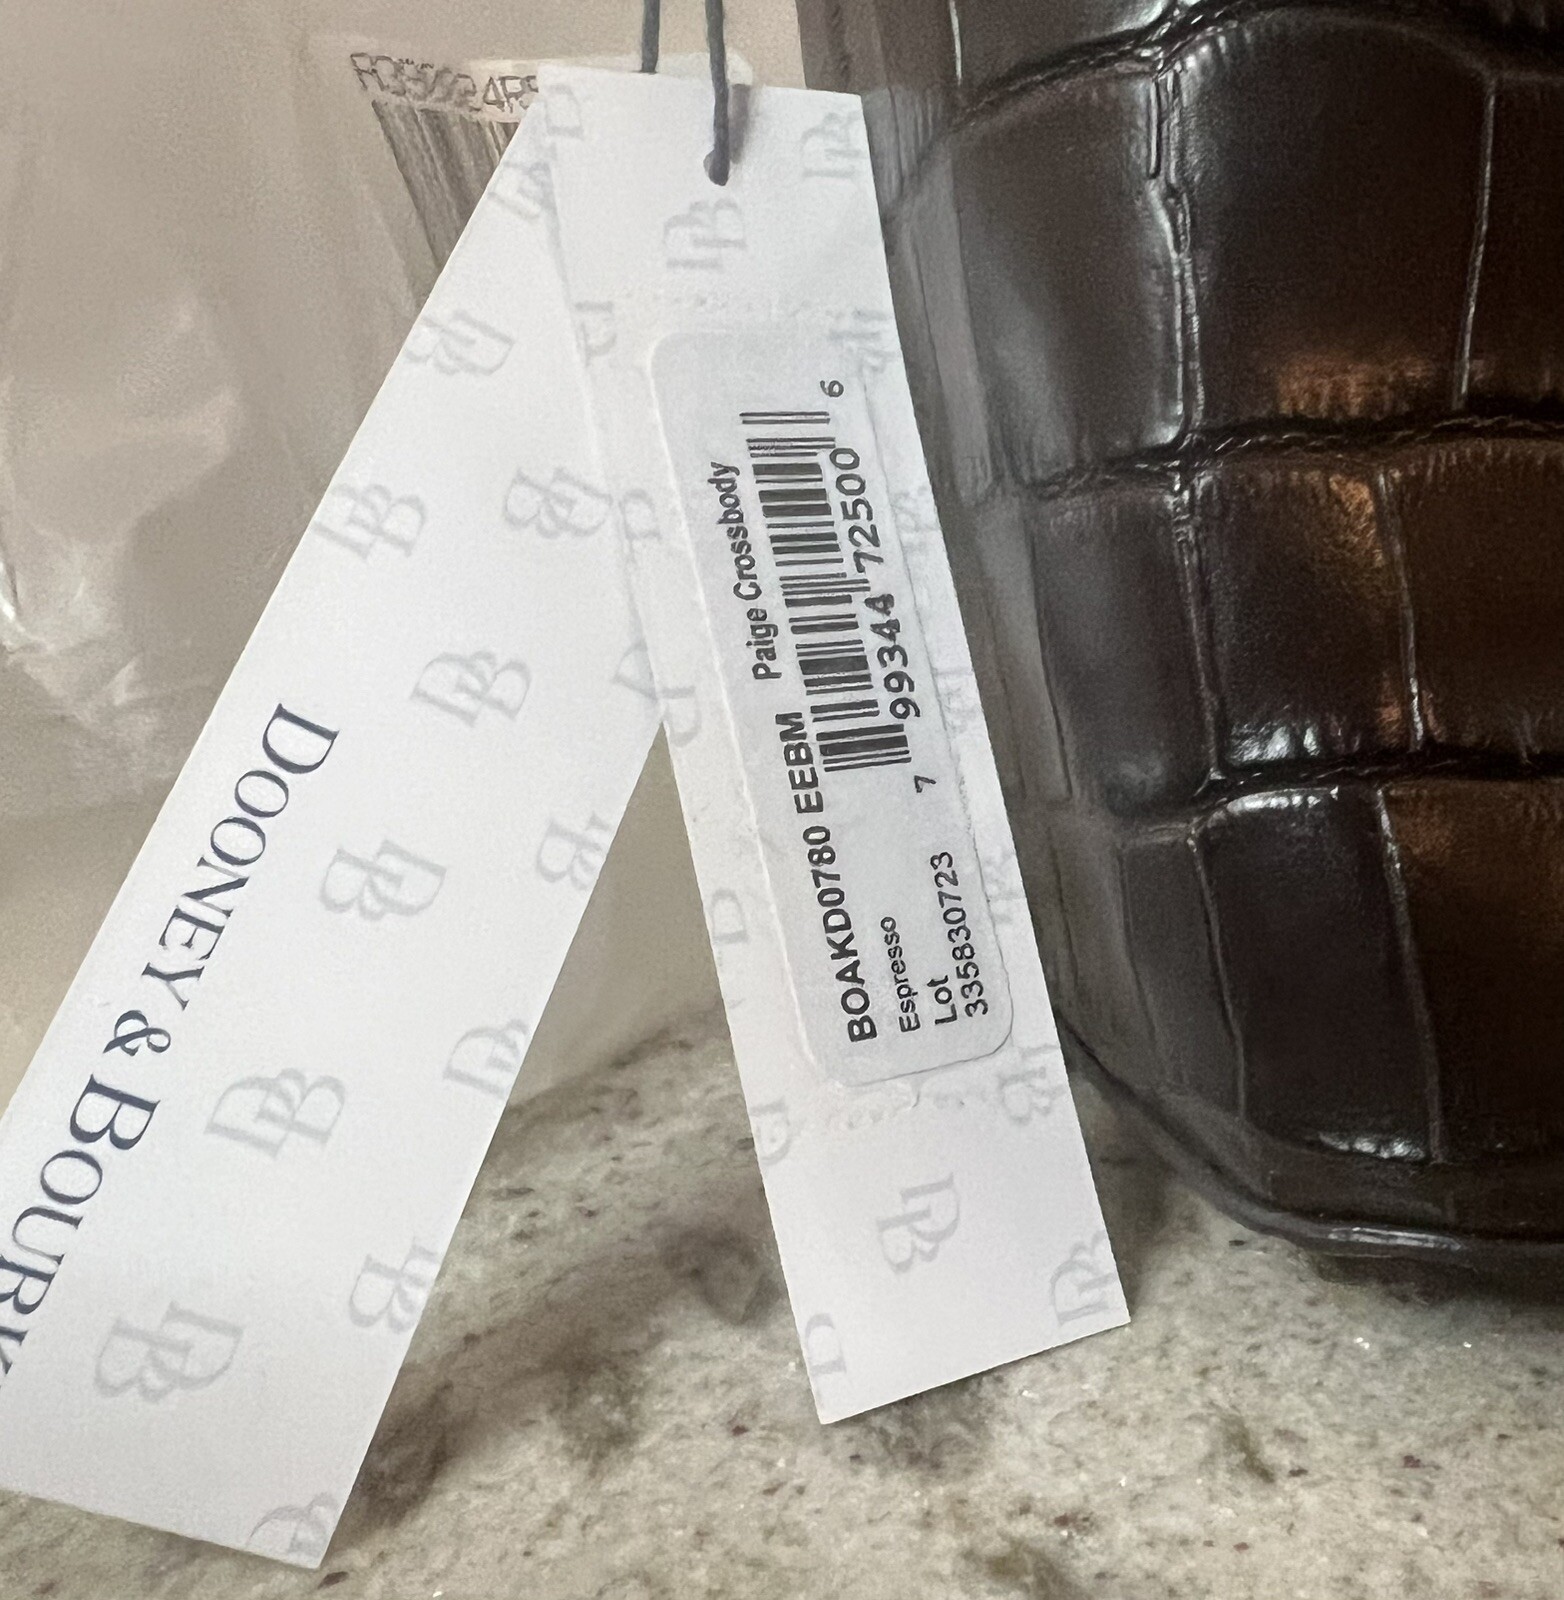 DOONEY & BOURK
BOAKD0780 EEBM Paige Crossbody
Espresso
Lot
335830723
7 99344 72500 6